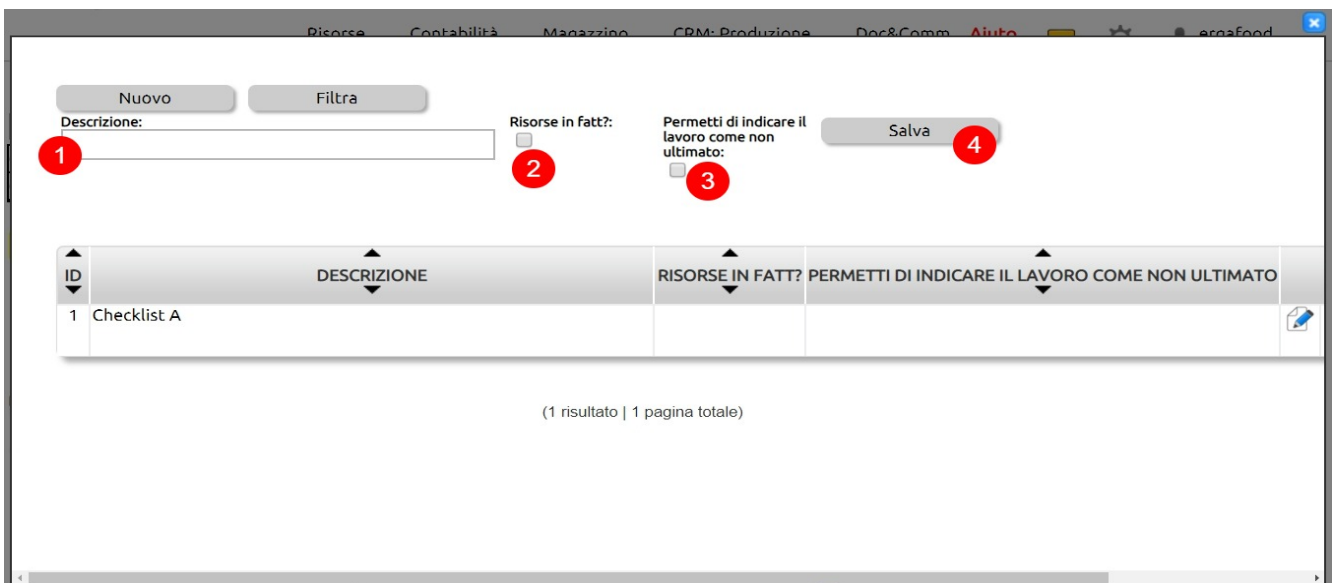 Risorse Contabilità Magazzino CRM: Produzione Doc&Comm Aiuto ergafood
Nuovo Filtra
Descrizione: Risorse in fatt?: Permetti di indicare il
lavoro come non
ultimato:
Salva
1 2 3 4
ID DESCRIZIONE RISORSE IN FATT? PERMETTI DI INDICARE IL LAVORO COME NON ULTIMATO
1 Checklist A
(1 risultato | 1 pagina totale)